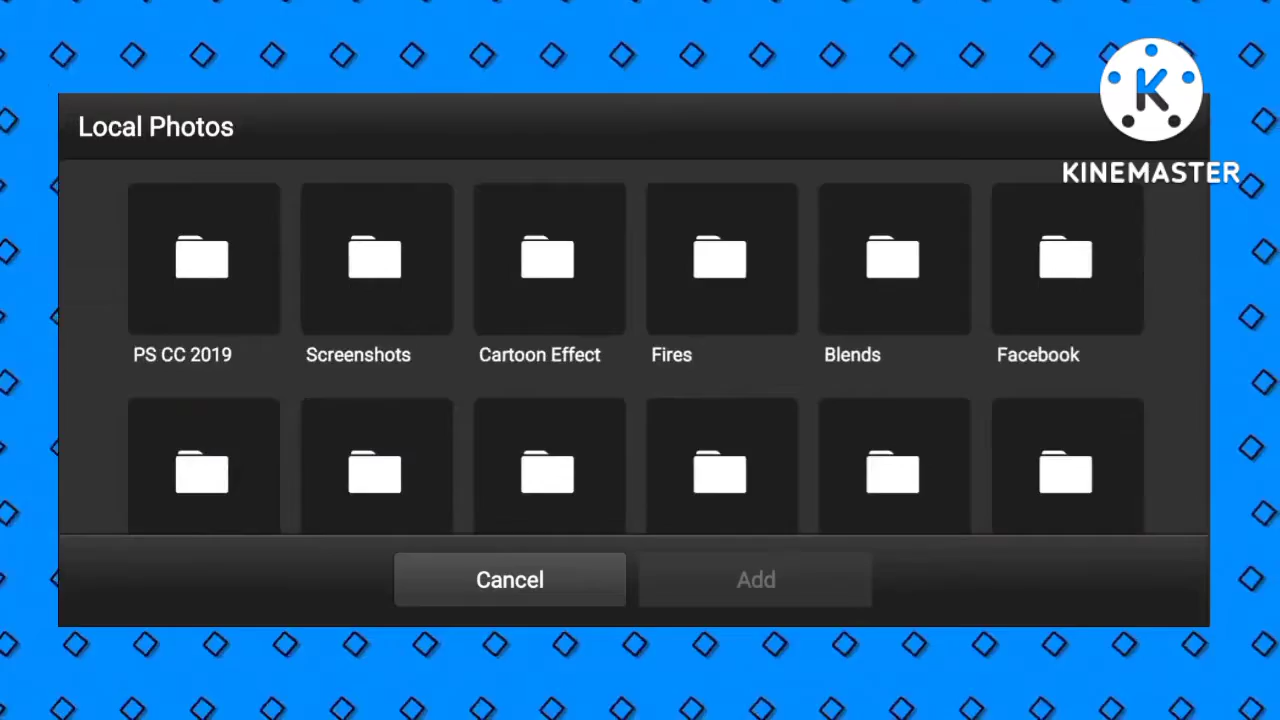 Local Photos
KINEMASTER
PS CC 2019
Screenshots
Cartoon Effect
Fires
Blends
Facebook
Cancel
Add